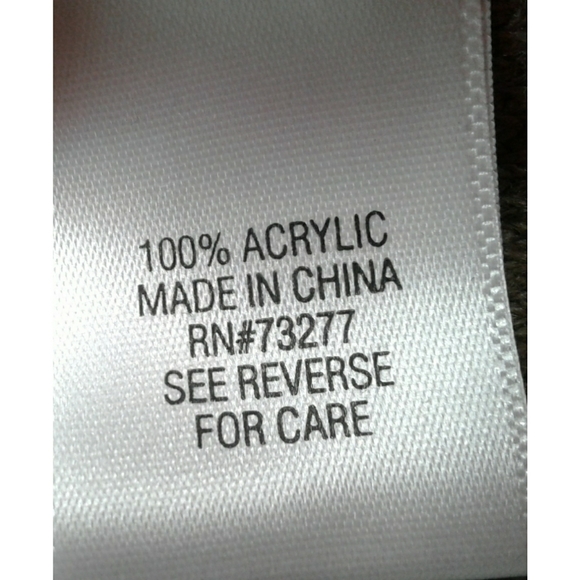 100% ACRYLIC
MADE IN CHINA
RN#73277
SEE REVERSE
FOR CARE